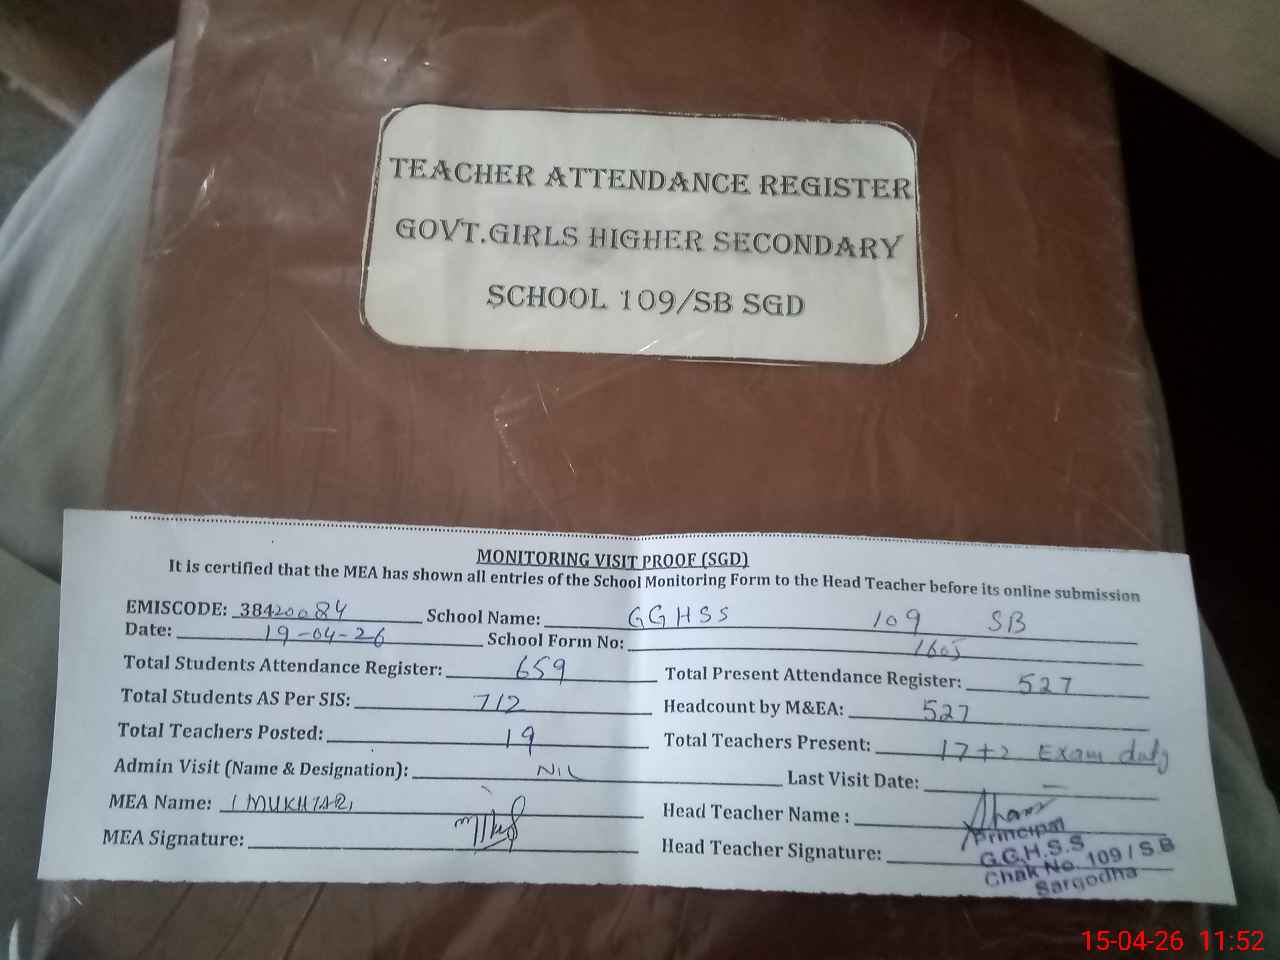 TEACHER ATTENDANCE REGISTER
GOVT.GIRLS HIGHER SECONDARY
SCHOOL 109/SB SGD
MONITORING VISIT PROOF (SGD)
It is certified that the MEA has shown all entries of the School Monitoring Form to the Head Teacher before its online submission
EMISCODE: 38420084 School Name: GGHSS 109 SB
Date: 19-04-26 School Form No: 1605
Total Students Attendance Register: 659 Total Present Attendance Register: 527
Total Students AS Per SIS: 712 Headcount by M&EA: 527
Total Teachers Posted: 19 Total Teachers Present: 17+2 Exam duty
Admin Visit (Name & Designation): NIL Last Visit Date: —
MEA Name: Head Teacher Name :
MEA Signature: Head Teacher Signature:
Principal
G.G.H.S.S
Chak No. 109 / SB
Sargodha
15-04-26 11:52